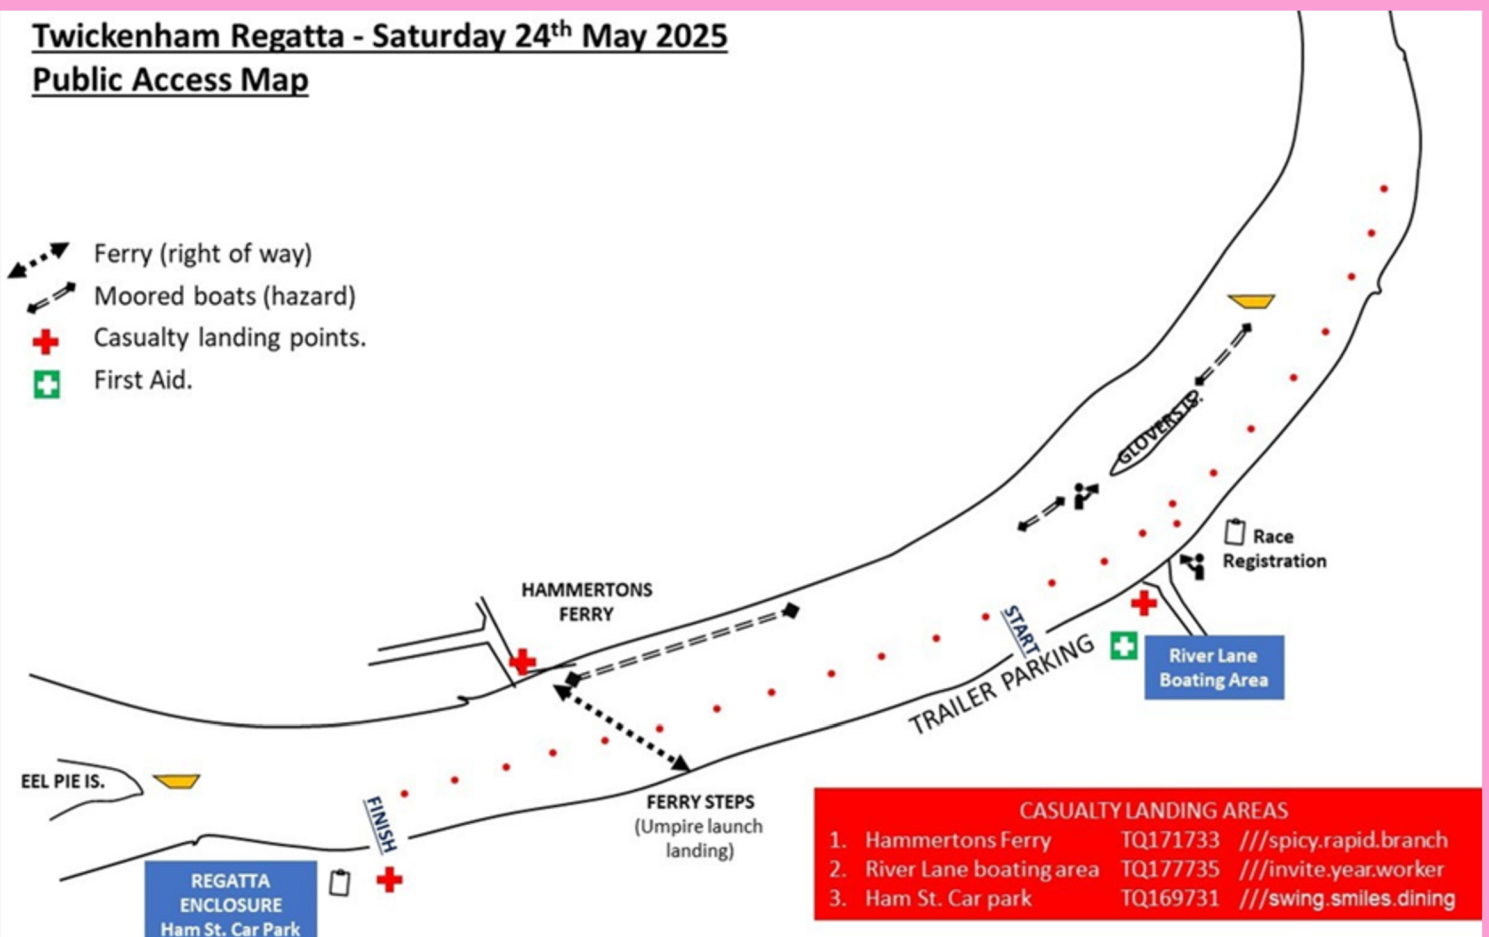 Twickenham Regatta - Saturday 24th May 2025
Public Access Map
Ferry (right of way)
Moored boats (hazard)
Casualty landing points.
First Aid.
GLOVERS IS.
Race
Registration
HAMMERTONS
FERRY
START
TRAILER PARKING
River Lane
Boating Area
EEL PIE IS.
FINISH
FERRY STEPS
(Umpire launch
landing)
REGATTA
ENCLOSURE
Ham St. Car Park
CASUALTY LANDING AREAS
1. Hammertons Ferry TQ171733 ///spicy.rapid.branch
2. River Lane boating area TQ177735 ///invite.year.worker
3. Ham St. Car park TQ169731 ///swing.smiles.dining